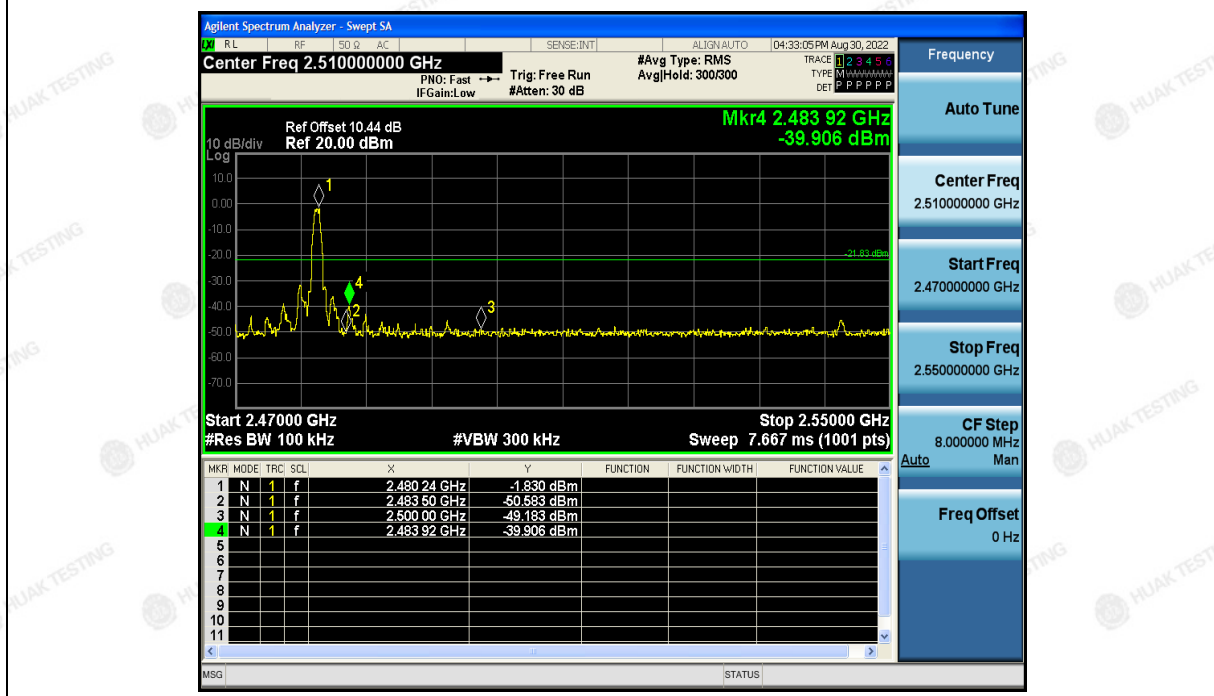 Agilent Spectrum Analyzer - Swept SA
LXI RL RF 50 Ω AC SENSE:INT ALIGN AUTO 04:33:05 PM Aug 30, 2022
Center Freq 2.510000000 GHz
PNO: Fast
IFGain:Low
Trig: Free Run
#Atten: 30 dB
#Avg Type: RMS
Avg|Hold: 300/300
TRACE 1 2 3 4 5 6
TYPE M
DET P P P P P P
Frequency
Auto Tune
Center Freq
2.510000000 GHz
Start Freq
2.470000000 GHz
Stop Freq
2.550000000 GHz
CF Step
8.000000 MHz
Auto Man
Freq Offset
0 Hz
Mkr4 2.483 92 GHz
-39.906 dBm
Ref Offset 10.44 dB
10 dB/div Ref 20.00 dBm
Log
10.0
0.00
-10.0
-20.0
-30.0
-40.0
-50.0
-60.0
-70.0
1
4
2
3
-21.83 dBm
Start 2.47000 GHz Stop 2.55000 GHz
#Res BW 100 kHz #VBW 300 kHz Sweep 7.667 ms (1001 pts)
MKR MODE TRC SCL X Y FUNCTION FUNCTION WIDTH FUNCTION VALUE
1 N 1 f 2.480 24 GHz -1.830 dBm
2 N 1 f 2.483 50 GHz -50.583 dBm
3 N 1 f 2.500 00 GHz -49.183 dBm
4 N 1 f 2.483 92 GHz -39.906 dBm
5
6
7
8
9
10
11
MSG STATUS
HUAK TESTING